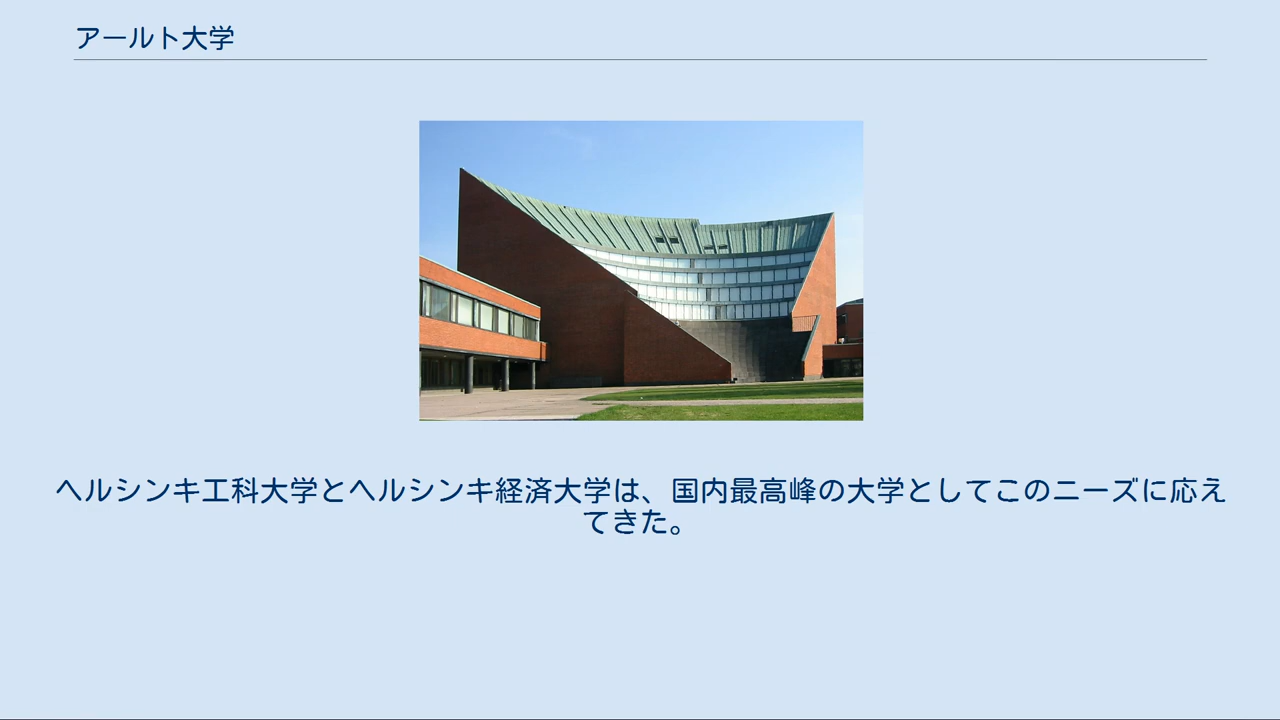 アールト大学
ヘルシンキ工科大学とヘルシンキ経済大学は、国内最高峰の大学としてこのニーズに応え
てきた。